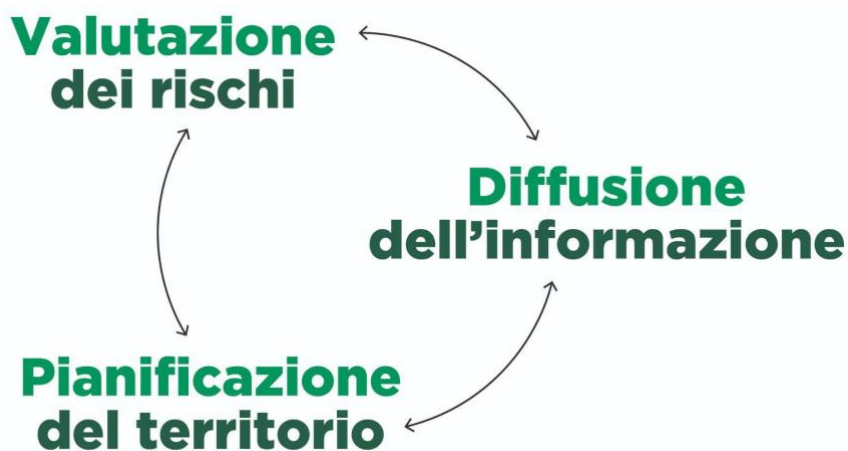 Valutazione
dei rischi
Diffusione
dell’informazione
Pianificazione
del territorio